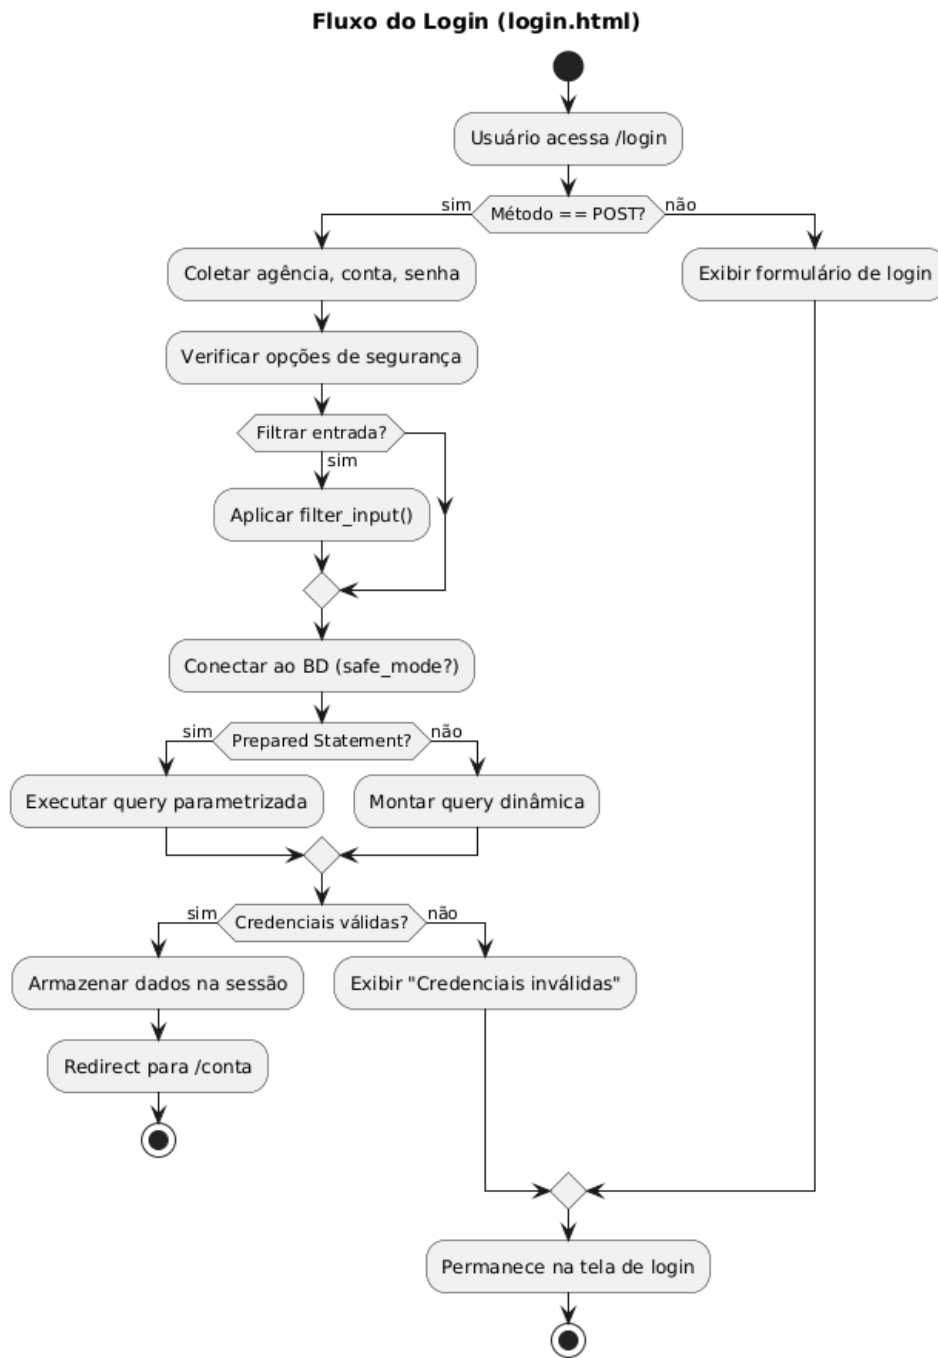 Fluxo do Login (login.html)
Usuário acessa /login
sim
Método == POST?
não
Coletar agência, conta, senha
Exibir formulário de login
Verificar opções de segurança
Filtrar entrada?
sim
Aplicar filter_input()
Conectar ao BD (safe_mode?)
sim
Prepared Statement?
não
Executar query parametrizada
Montar query dinâmica
sim
Credenciais válidas?
não
Armazenar dados na sessão
Exibir "Credenciais inválidas"
Redirect para /conta
Permanece na tela de login